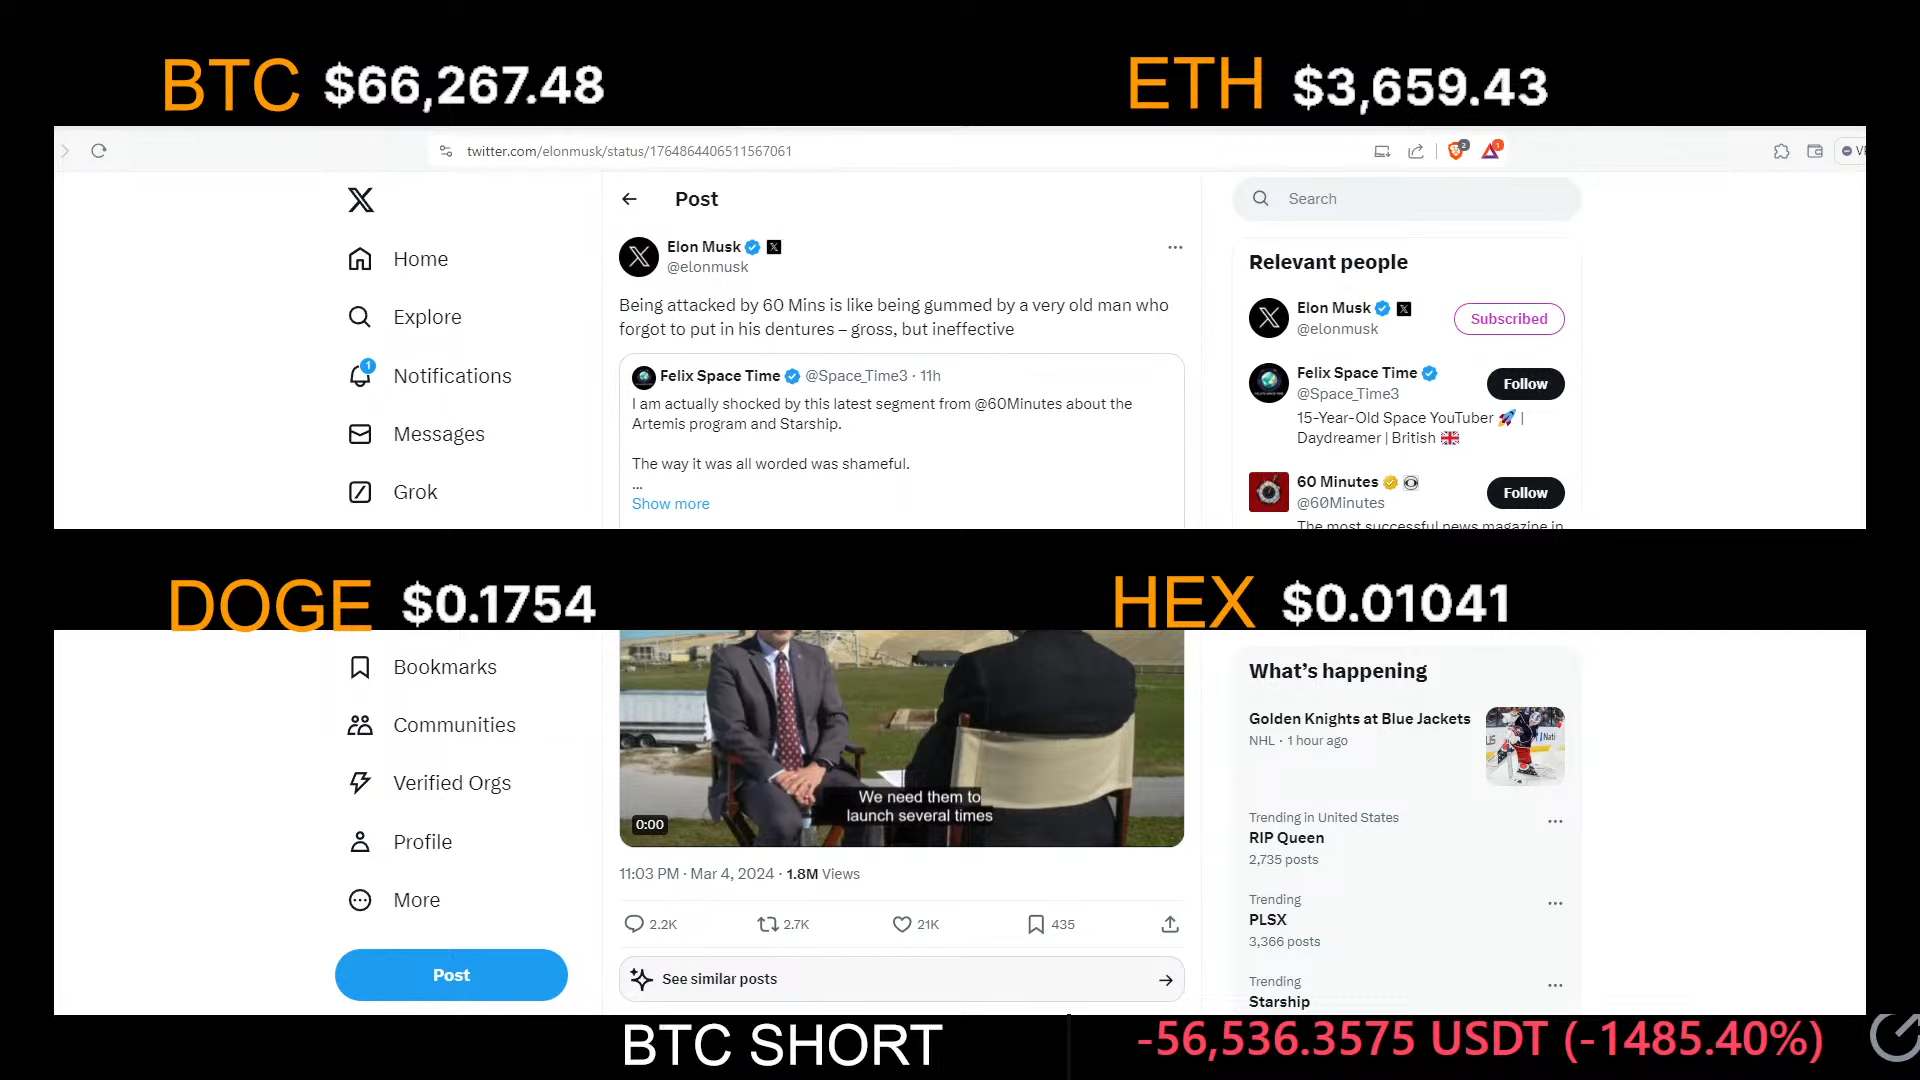 BTC $66,267.48
ETH $3,659.43
twitter.com/elonmusk/status/1764864406511567061
2
1
Home
Explore
1
Notifications
Messages
Grok
Post
Elon Musk
@elonmusk
Being attacked by 60 Mins is like being gummed by a very old man who
forgot to put in his dentures – gross, but ineffective
Felix Space Time @Space_Time3 · 11h
I am actually shocked by this latest segment from @60Minutes about the
Artemis program and Starship.
The way it was all worded was shameful.
...
Show more
Search
Relevant people
Elon Musk
@elonmusk
Subscribed
Felix Space Time
@Space_Time3
Follow
15-Year-Old Space YouTuber 🚀 |
Daydreamer | British 🇬🇧
60 Minutes
@60Minutes
Follow
The most successful news magazine in
DOGE $0.1754
HEX $0.01041
Bookmarks
Communities
Verified Orgs
Profile
More
Post
We need them to
launch several times
0:00
11:03 PM · Mar 4, 2024 · 1.8M Views
2.2K 2.7K 21K 435
See similar posts
What's happening
Golden Knights at Blue Jackets
NHL · 1 hour ago
Trending in United States
RIP Queen
2,735 posts
Trending
PLSX
3,366 posts
Trending
Starship
BTC SHORT
-56,536.3575 USDT (-1485.40%)